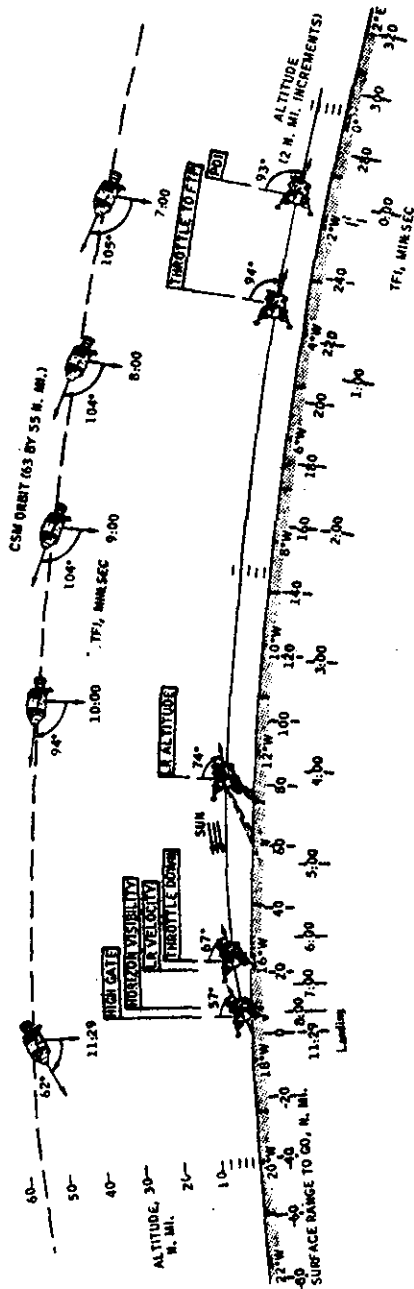 CSM ORBIT (63 BY 55 N. MI.)
62°
94°
104°
104°
105°
11:29
10:00
9:00
8:00
7:00
TFI, MIN:SEC
60
50
40
30
10
ALTITUDE,
N. MI.
HIGH GATE
HORIZON VISIBILITY
LR VELOCITY
THROTTLE DOWN
LR ALTITUDE
THROTTLE TO FTP
PDI
57°
67°
74°
94°
93°
SUN
ALTITUDE
(2 N. MI. INCREMENTS)
22°W
20°W
18°W
16°W
12°W
10°W
8°W
6°W
4°W
2°W
0°
2°E
-80
-60
-40
-20
0
20
40
60
80
100
120
140
160
180
200
220
240
280
300
320
SURFACE RANGE TO GO, N. MI.
11:29
8:00
7:00
6:00
5:00
4:00
3:00
2:00
1:00
0:00
Landing
TFI, MIN:SEC